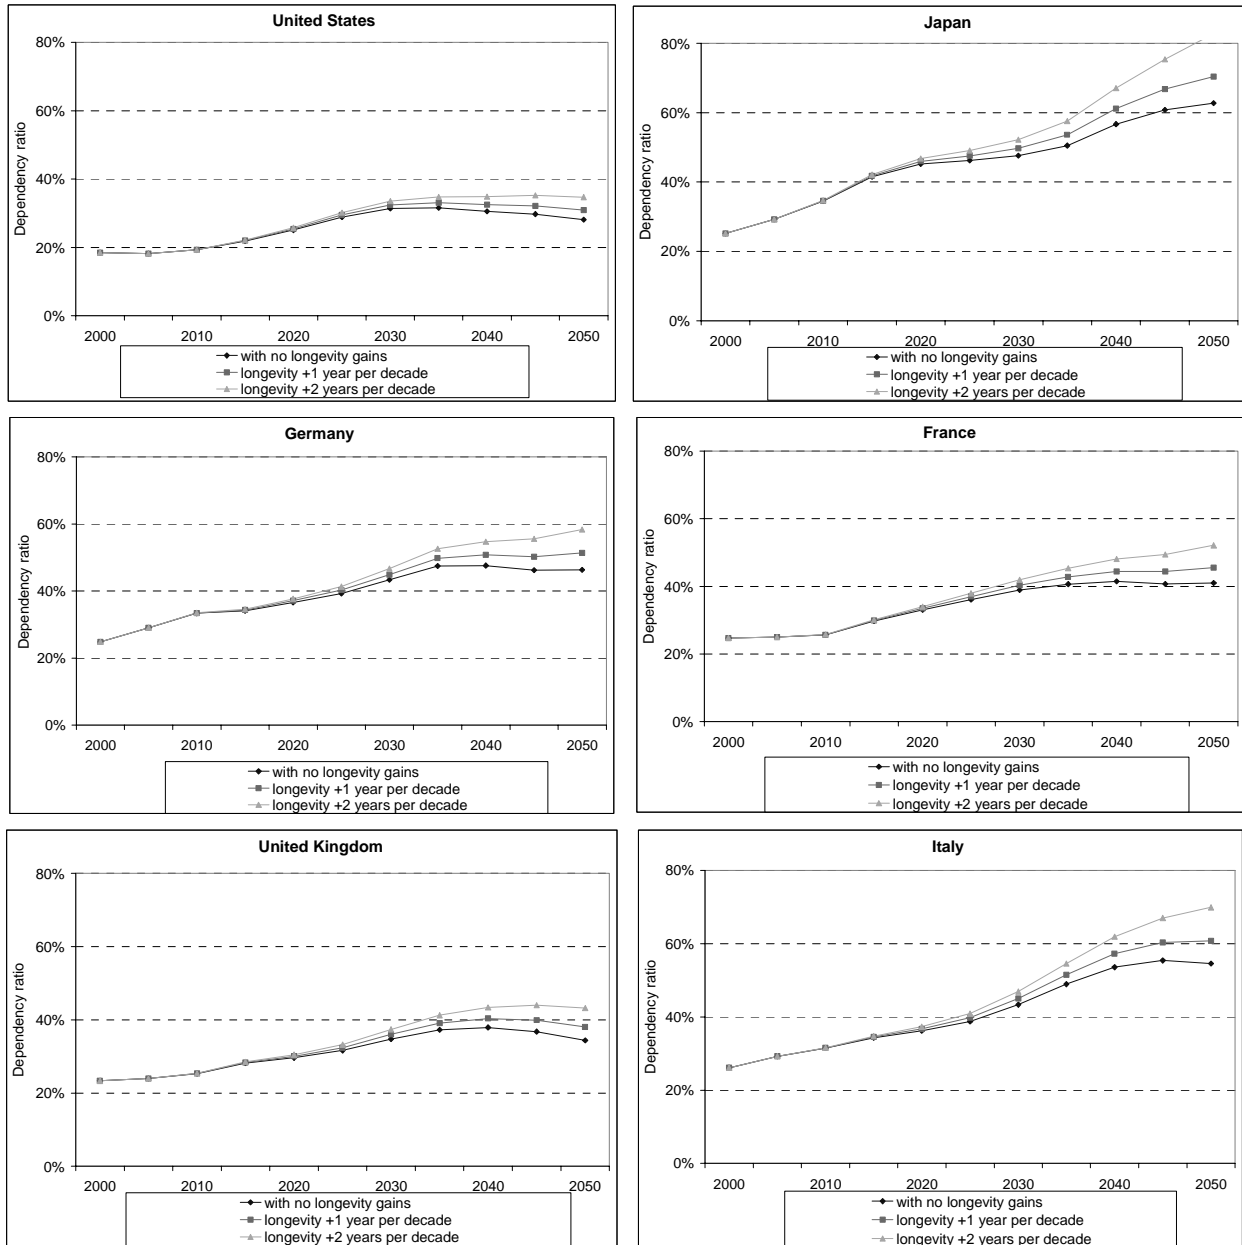 United States
80%
60%
40%
20%
0%
Dependency ratio
2000 2010 2020 2030 2040 2050
with no longevity gains
longevity +1 year per decade
longevity +2 years per decade
Japan
80%
60%
40%
20%
0%
Dependency ratio
2000 2010 2020 2030 2040 2050
with no longevity gains
longevity +1 year per decade
longevity +2 years per decade
Germany
80%
60%
40%
20%
0%
Dependency ratio
2000 2010 2020 2030 2040 2050
with no longevity gains
longevity +1 year per decade
longevity +2 years per decade
France
80%
60%
40%
20%
0%
Dependency ratio
2000 2010 2020 2030 2040 2050
with no longevity gains
longevity +1 year per decade
longevity +2 years per decade
United Kingdom
80%
60%
40%
20%
0%
Dependency ratio
2000 2010 2020 2030 2040 2050
with no longevity gains
longevity +1 year per decade
longevity +2 years per decade
Italy
80%
60%
40%
20%
0%
Dependency ratio
2000 2010 2020 2030 2040 2050
with no longevity gains
longevity +1 year per decade
longevity +2 years per decade